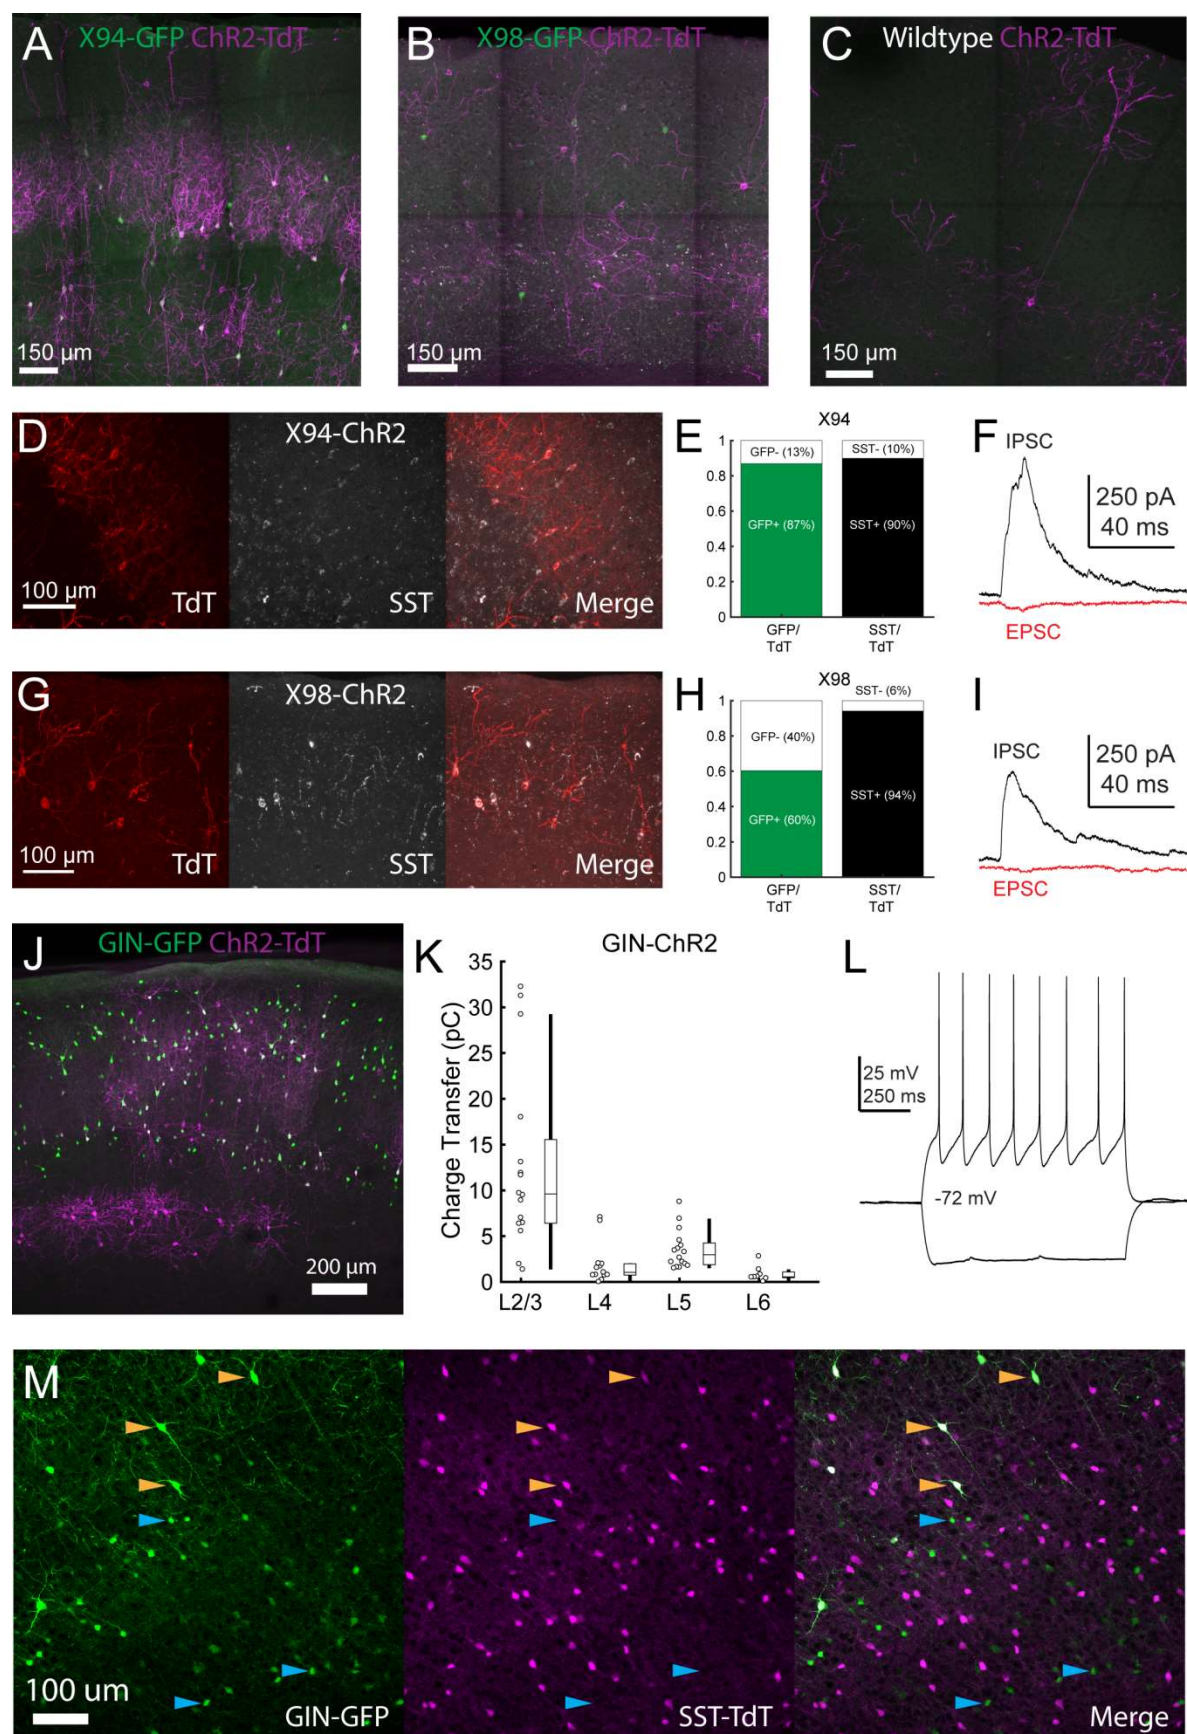 A
X94-GFP ChR2-TdT
150 µm
B
X98-GFP ChR2-TdT
150 µm
C
Wildtype ChR2-TdT
150 µm
D
X94-ChR2
100 µm
TdT
SST
Merge
E
X94
1
0.8
0.6
0.4
0.2
0
GFP- (13%)
GFP+ (87%)
SST- (10%)
SST+ (90%)
GFP/
TdT
SST/
TdT
F
IPSC
250 pA
40 ms
EPSC
G
X98-ChR2
100 µm
TdT
SST
Merge
H
X98
1
0.8
0.6
0.4
0.2
0
SST- (6%)
GFP- (40%)
GFP+ (60%)
SST+ (94%)
GFP/
TdT
SST/
TdT
I
IPSC
250 pA
40 ms
EPSC
J
GIN-GFP ChR2-TdT
200 µm
K
GIN-ChR2
Charge Transfer (pC)
35
30
25
20
15
10
5
0
L2/3
L4
L5
L6
L
25 mV
250 ms
-72 mV
M
100 um
GIN-GFP
SST-TdT
Merge